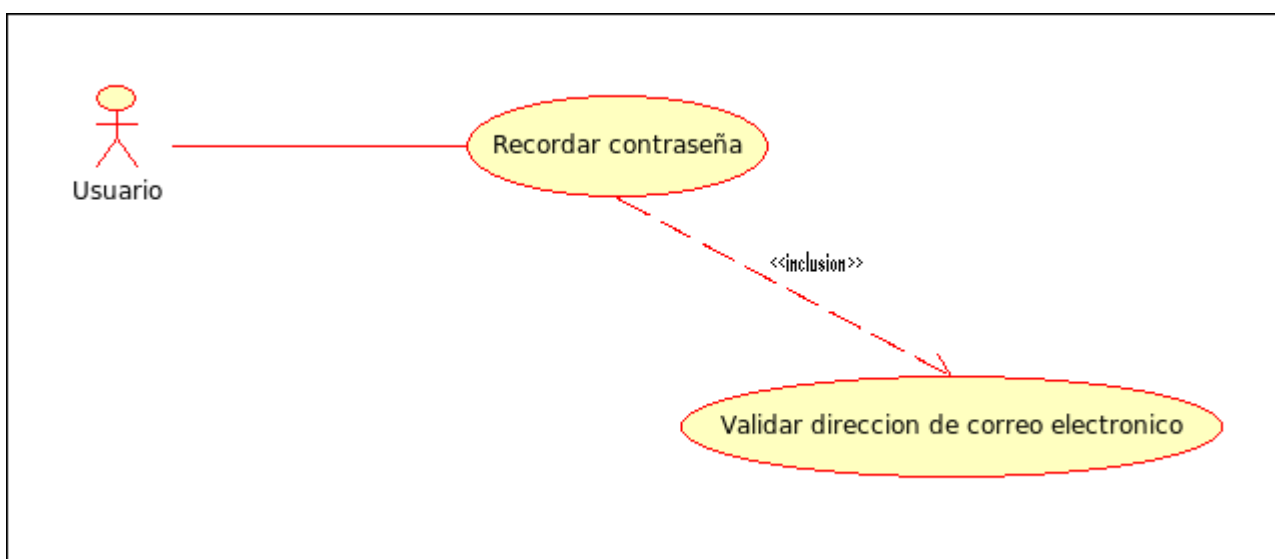 Recordar contraseña
Usuario
<<inclusion>>
Validar direccion de correo electronico